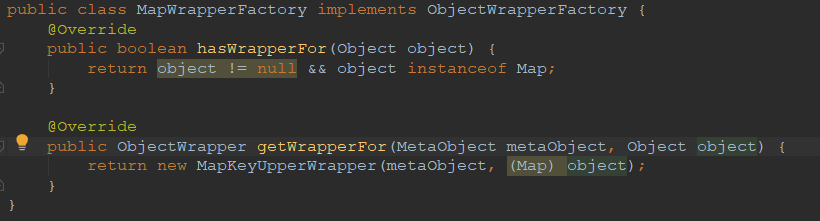 public class MapWrapperFactory implements ObjectWrapperFactory {
@Override
public boolean hasWrapperFor(Object object) {
return object != null && object instanceof Map;
}
@Override
public ObjectWrapper getWrapperFor(MetaObject metaObject, Object object) {
return new MapKeyUpperWrapper(metaObject, (Map) object);
}
}